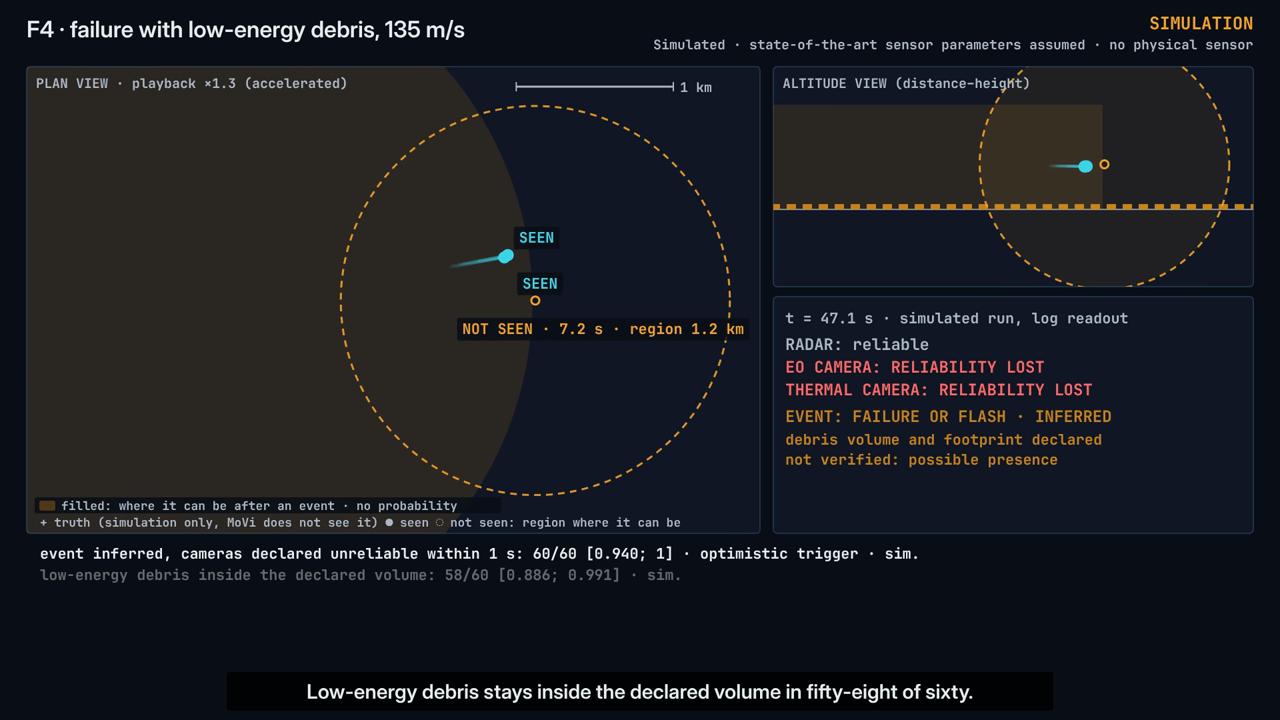 F4 · failure with low-energy debris, 135 m/s
SIMULATION
Simulated · state-of-the-art sensor parameters assumed · no physical sensor
PLAN VIEW · playback ×1.3 (accelerated)
1 km
SEEN
SEEN
NOT SEEN · 7.2 s · region 1.2 km
filled: where it can be after an event · no probability
+ truth (simulation only, MoVi does not see it) ● seen ◌ not seen: region where it can be
ALTITUDE VIEW (distance-height)
t = 47.1 s · simulated run, log readout
RADAR: reliable
EO CAMERA: RELIABILITY LOST
THERMAL CAMERA: RELIABILITY LOST
EVENT: FAILURE OR FLASH · INFERRED
debris volume and footprint declared
not verified: possible presence
event inferred, cameras declared unreliable within 1 s: 60/60 [0.940; 1] · optimistic trigger · sim.
low-energy debris inside the declared volume: 58/60 [0.886; 0.991] · sim.
Low-energy debris stays inside the declared volume in fifty-eight of sixty.